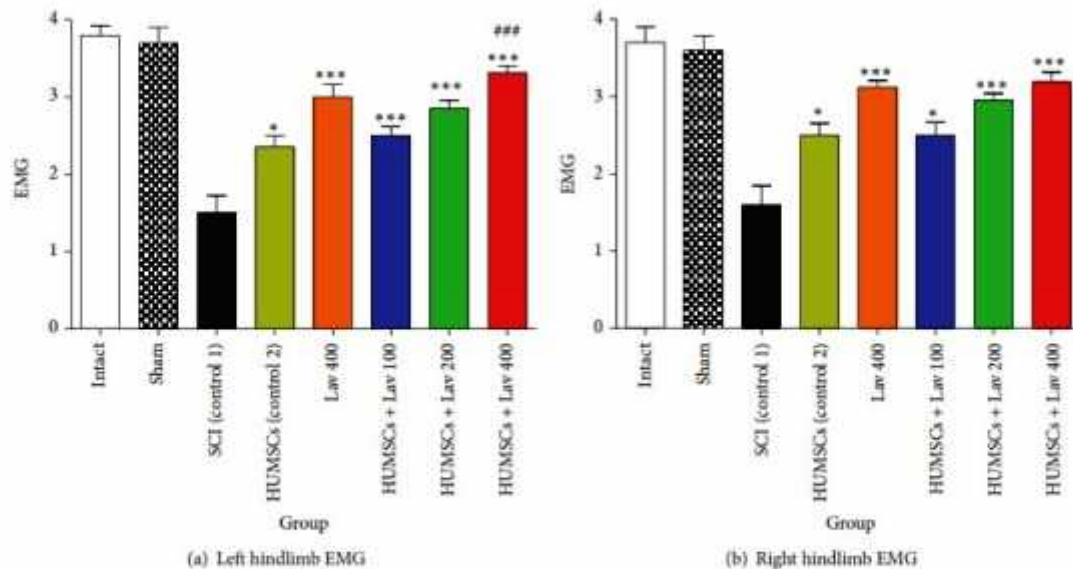 4
3
2
1
0
EMG
*
***
***
***
###
***
Intact
Sham
SCI (control 1)
HUMSCs (control 2)
Lav 400
HUMSCs + Lav 100
HUMSCs + Lav 200
HUMSCs + Lav 400
Group
(a) Left hindlimb EMG
4
3
2
1
0
EMG
*
***
*
***
***
Intact
Sham
SCI (control 1)
HUMSCs (control 2)
Lav 400
HUMSCs + Lav 100
HUMSCs + Lav 200
HUMSCs + Lav 400
Group
(b) Right hindlimb EMG